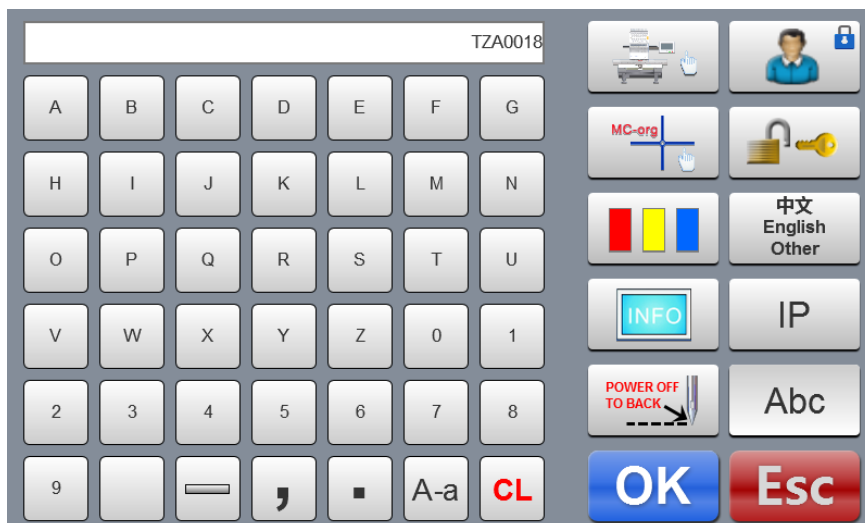 TZA0018
A B C D E F G
H I J K L M N
O P Q R S T U
V W X Y Z 0 1
2 3 4 5 6 7 8
9 - , . A-a CL
MC-org
中文
English
Other
INFO
IP
POWER OFF
TO BACK
Abc
OK
Esc